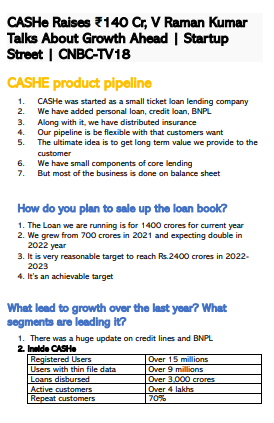 CASHe Raises ₹140 Cr, V Raman Kumar
Talks About Growth Ahead | Startup
Street | CNBC-TV18
CASHE product pipeline
1. CASHe was started as a small ticket loan lending company
2. We have added personal loan, credit loan, BNPL
3. Along with it, we have distributed insurance
4. Our pipeline is be flexible with that customers want
5. The ultimate idea is to get long term value we provide to the
customer
6. We have small components of core lending
7. But most of the business is done on balance sheet
How do you plan to sale up the loan book?
1. The Loan we are running is for 1400 crores for current year
2. We grew from 700 crores in 2021 and expecting double in
2022 year
3. It is very reasonable target to reach Rs.2400 crores in 2022-
2023
4. It's an achievable target
What lead to growth over the last year? What
segments are leading it?
1. There was a huge update on credit lines and BNPL
2. Inside CASHe
Registered Users Over 15 millions
Users with thin file data Over 9 millions
Loans disbursed Over 3,000 crores
Active customers Over 4 lakhs
Repeat customers 70%